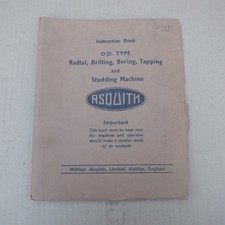 Instruction Book
O.D. TYPE
Radial, Drilling, Boring, Tapping
and
Studding Machine
ASQUITH
Important
This book must be kept near
the machine and operator
should make a careful study
of its contents
William Asquith, Limited, Halifax, England